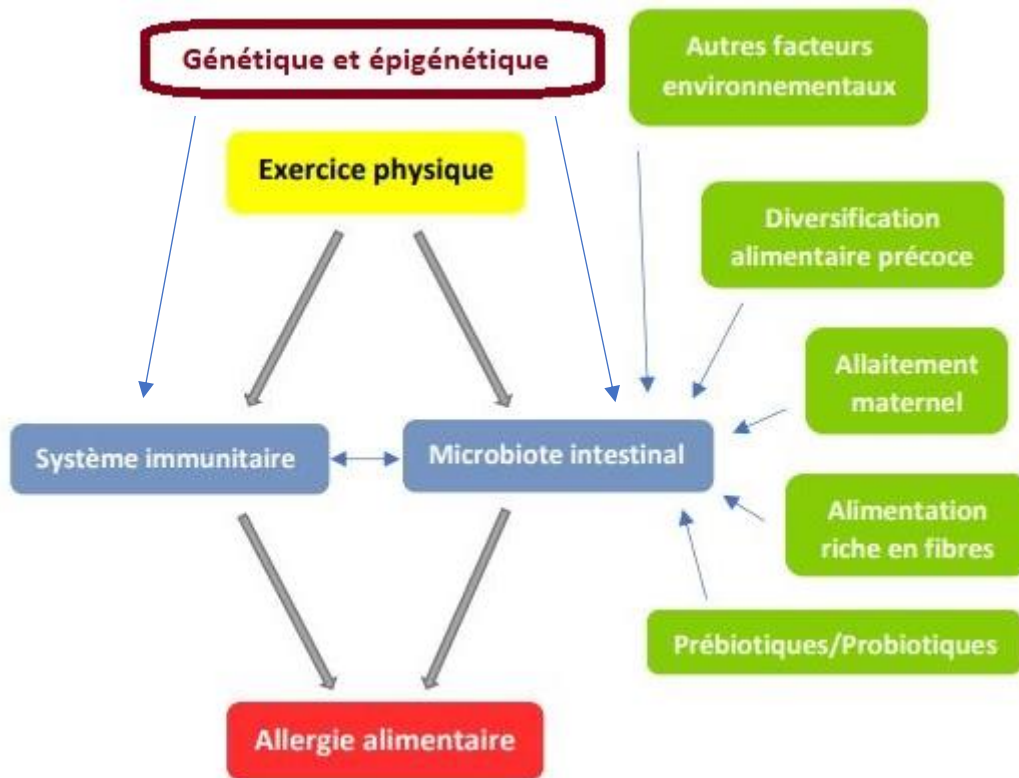 Génétique et épigénétique
Autres facteurs
environnementaux
Exercice physique
Diversification
alimentaire précoce
Allaitement
maternel
Système immunitaire
Microbiote intestinal
Alimentation
riche en fibres
Prébiotiques/Probiotiques
Allergie alimentaire